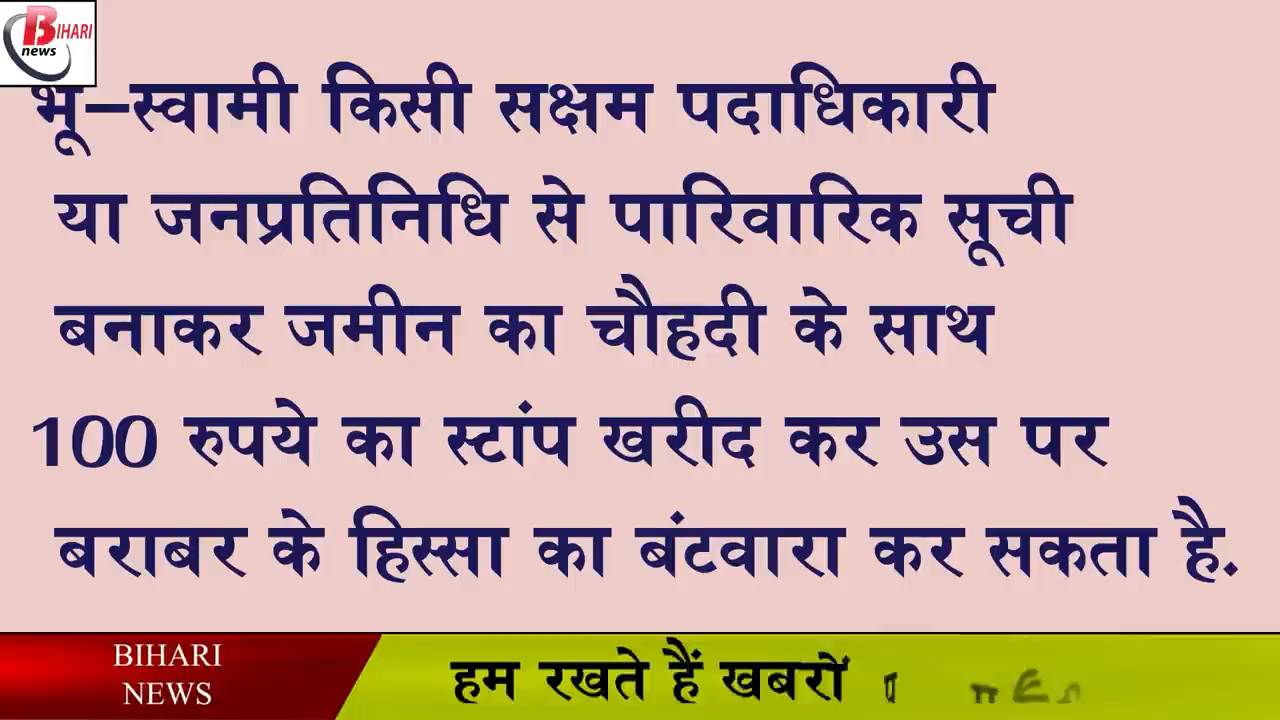 BIHARI
news
भू-स्वामी किसी सक्षम पदाधिकारी
या जनप्रतिनिधि से पारिवारिक सूची
बनाकर जमीन का चौहदी के साथ
100 रुपये का स्टांप खरीद कर उस पर
बराबर के हिस्सा का बंटवारा कर सकता है.
BIHARI
NEWS
हम रखते हैं खबरों